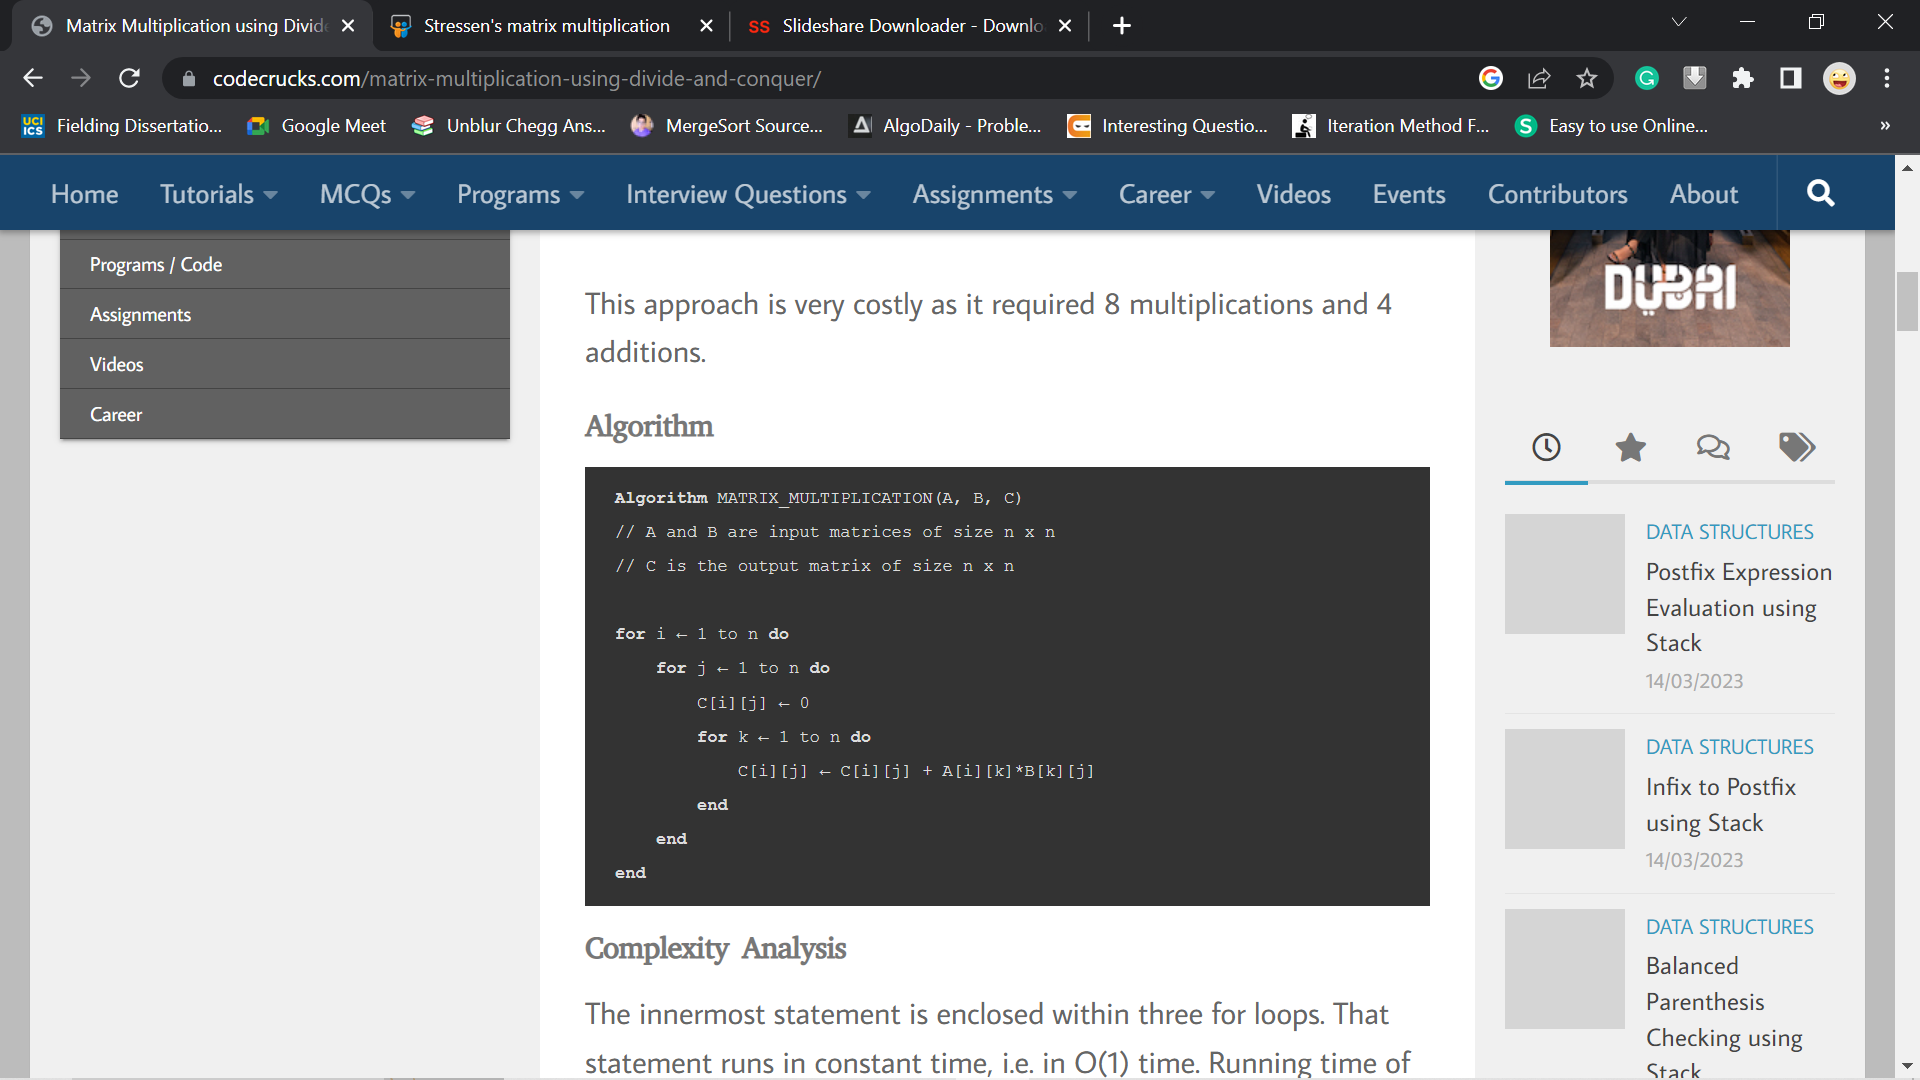 Matrix Multiplication using Divide
Stressen's matrix multiplication
SS Slideshare Downloader - Downlo
codecrucks.com/matrix-multiplication-using-divide-and-conquer/
UCI ICS Fielding Dissertatio...
Google Meet
Unblur Chegg Ans...
MergeSort Source...
AlgoDaily - Proble...
Interesting Questio...
Iteration Method F...
S Easy to use Online...
»
Home Tutorials MCQs Programs Interview Questions Assignments Career Videos Events Contributors About
Programs / Code
Assignments
Videos
Career
This approach is very costly as it required 8 multiplications and 4
additions.
Algorithm
Algorithm MATRIX_MULTIPLICATION(A, B, C)
// A and B are input matrices of size n x n
// C is the output matrix of size n x n
for i ← 1 to n do
for j ← 1 to n do
C[i][j] ← 0
for k ← 1 to n do
C[i][j] ← C[i][j] + A[i][k]*B[k][j]
end
end
end
Complexity Analysis
The innermost statement is enclosed within three for loops. That
statement runs in constant time, i.e. in O(1) time. Running time of
DUBAI
DATA STRUCTURES
Postfix Expression
Evaluation using
Stack
14/03/2023
DATA STRUCTURES
Infix to Postfix
using Stack
14/03/2023
DATA STRUCTURES
Balanced
Parenthesis
Checking using
Stack